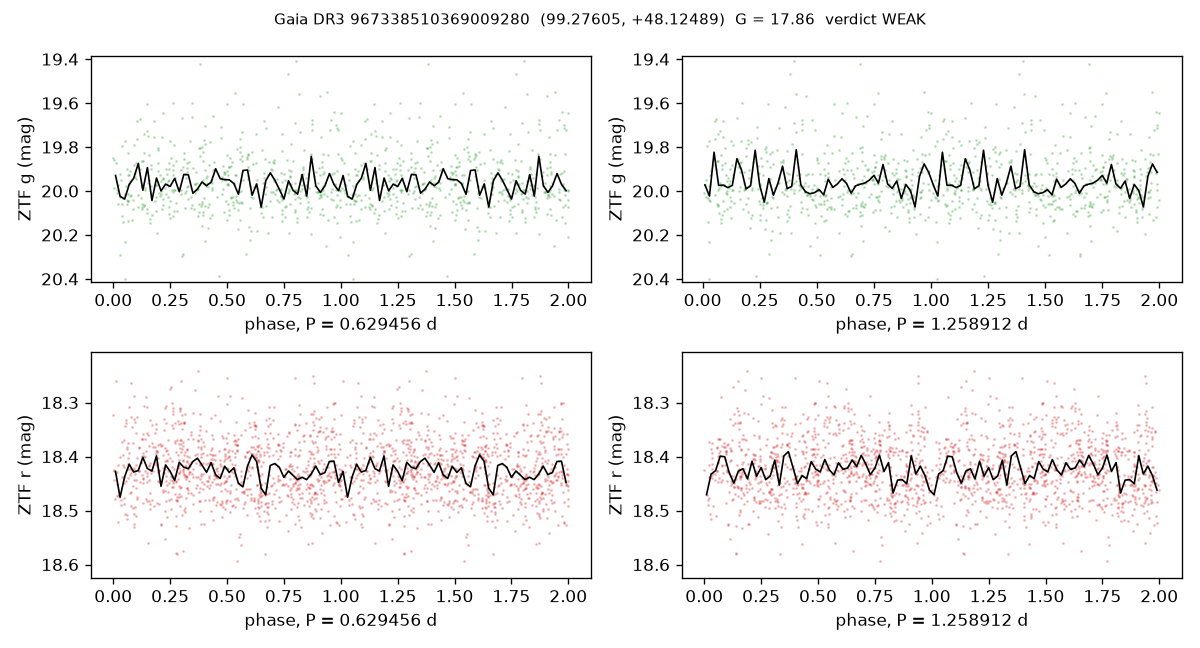 Gaia DR3 967338510369009280 (99.27605, +48.12489) G = 17.86 verdict WEAK
19.4
19.6
19.8
20.0
20.2
20.4
ZTF g (mag)
0.00 0.25 0.50 0.75 1.00 1.25 1.50 1.75 2.00
phase, P = 0.629456 d
19.4
19.6
19.8
20.0
20.2
20.4
ZTF g (mag)
0.00 0.25 0.50 0.75 1.00 1.25 1.50 1.75 2.00
phase, P = 1.258912 d
18.3
18.4
18.5
18.6
ZTF r (mag)
0.00 0.25 0.50 0.75 1.00 1.25 1.50 1.75 2.00
phase, P = 0.629456 d
18.3
18.4
18.5
18.6
ZTF r (mag)
0.00 0.25 0.50 0.75 1.00 1.25 1.50 1.75 2.00
phase, P = 1.258912 d